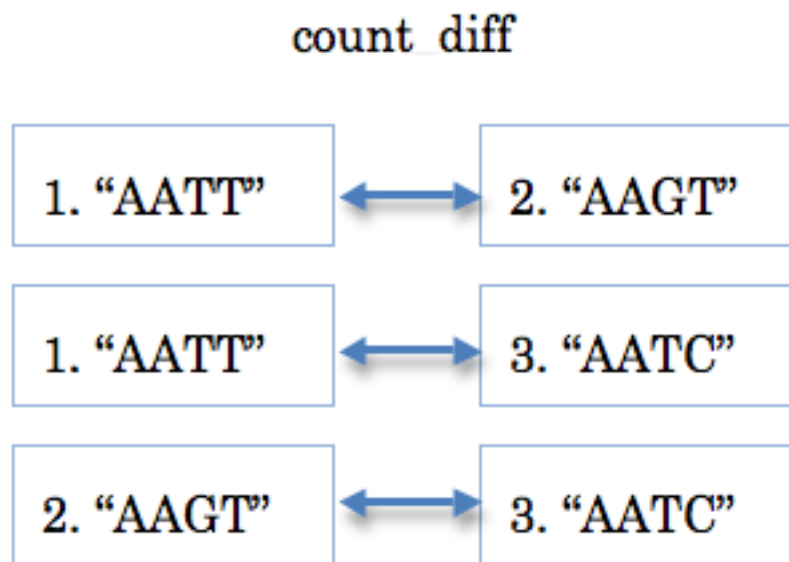 count_diff
1. “AATT” 2. “AAGT”
1. “AATT” 3. “AATC”
2. “AAGT” 3. “AATC”